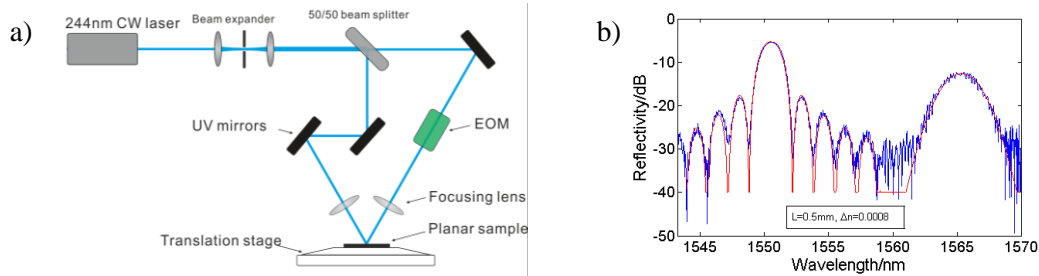 a)
244nm CW laser
Beam expander
50/50 beam splitter
UV mirrors
EOM
Focusing lens
Planar sample
Translation stage
b)
0
-10
-20
-30
-40
-50
Reflectivity/dB
L=0.5mm, Δn=0.0008
1545
1550
1555
1560
1565
1570
Wavelength/nm